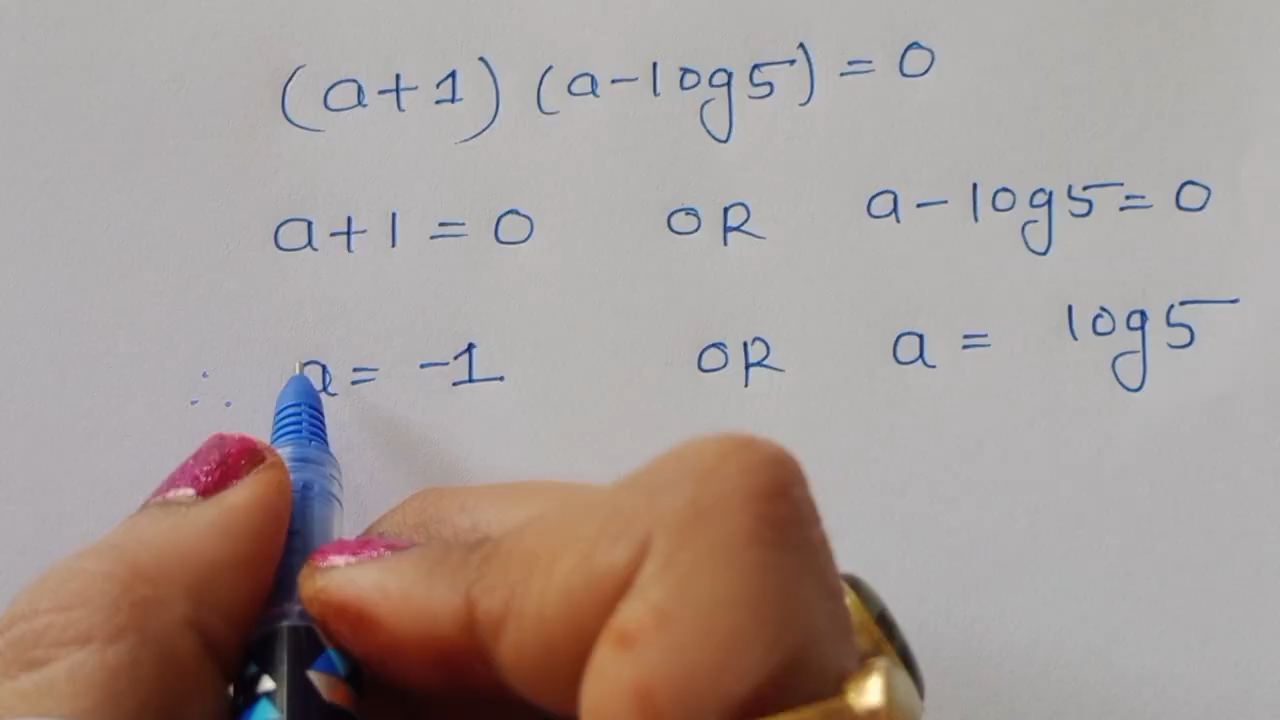 (a+1) (a-log5) = 0
a+1 = 0 OR a-log5 = 0
∴ a = -1 OR a = log5